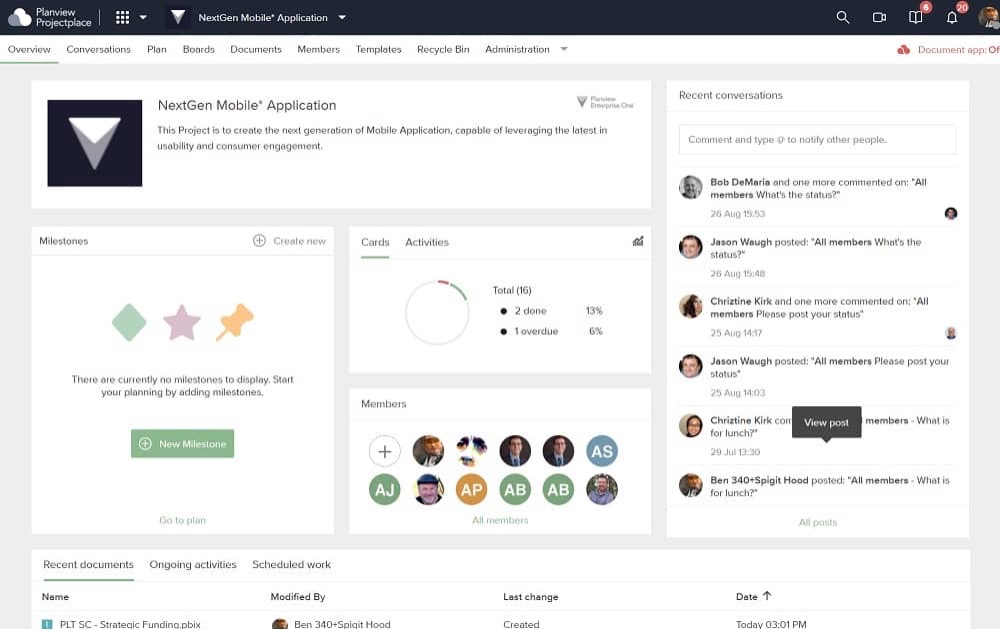 Planview
Projectplace
NextGen Mobile* Application
6
20
Overview
Conversations
Plan
Boards
Documents
Members
Templates
Recycle Bin
Administration
Document app: Of
NextGen Mobile* Application
Planview
Enterprise One
This Project is to create the next generation of Mobile Application, capable of leveraging the latest in
usability and consumer engagement.
Milestones
Create new
There are currently no milestones to display. Start
your planning by adding milestones.
New Milestone
Go to plan
Cards
Activities
Total (16)
2 done 13%
1 overdue 6%
Members
AS
AJ
AP
AB
AB
All members
Recent conversations
Comment and type @ to notify other people.
Bob DeMaria and one more commented on: "All
members What's the status?"
26 Aug 15:53
Jason Waugh posted: "All members What's the
status?"
26 Aug 15:48
Chriztine Kirk and one more commented on: "All
members Please post your status"
25 Aug 14:17
Jason Waugh posted: "All members Please post your
status"
25 Aug 14:03
Chriztine Kirk com
View post
members - What is
for lunch?"
29 Jul 13:30
Ben 340+Spigit Hood posted: "All members - What is
for lunch?"
All posts
Recent documents
Ongoing activities
Scheduled work
Name
Modified By
Last change
Date
PLT SC - Strategic Funding.pbix
Ben 340+Spigit Hood
Created
Today 03:01 PM